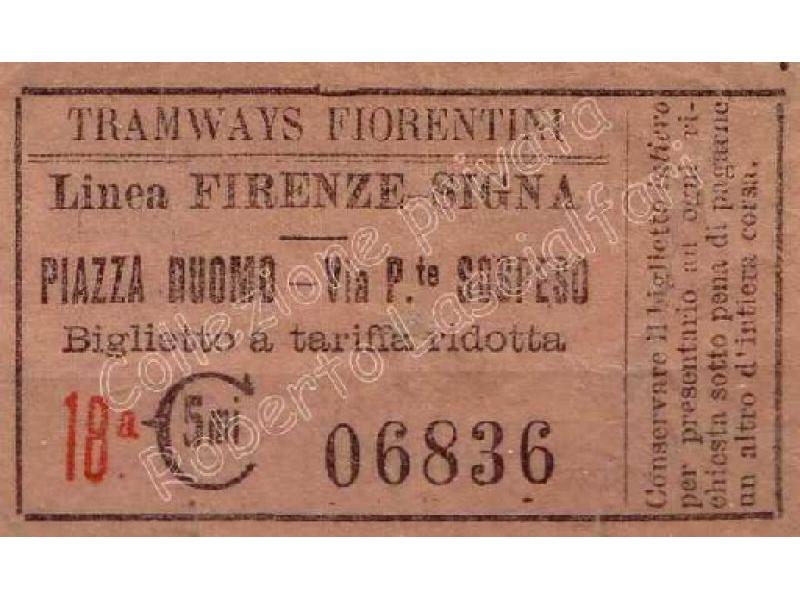 TRAMWAYS FIORENTINI
Linea FIRENZE-SIGNA
PIAZZA DUOMO - Via P.te SOSPESO
Biglietto a tariffa ridotta
18ª C 5mi 06836
Conservare il biglietto
per presentarlo ad ogni ri-
chiesta sotto pena di pagarne
un altro d'intiera corsa.
Collezione privata
Roberto Lascialfari